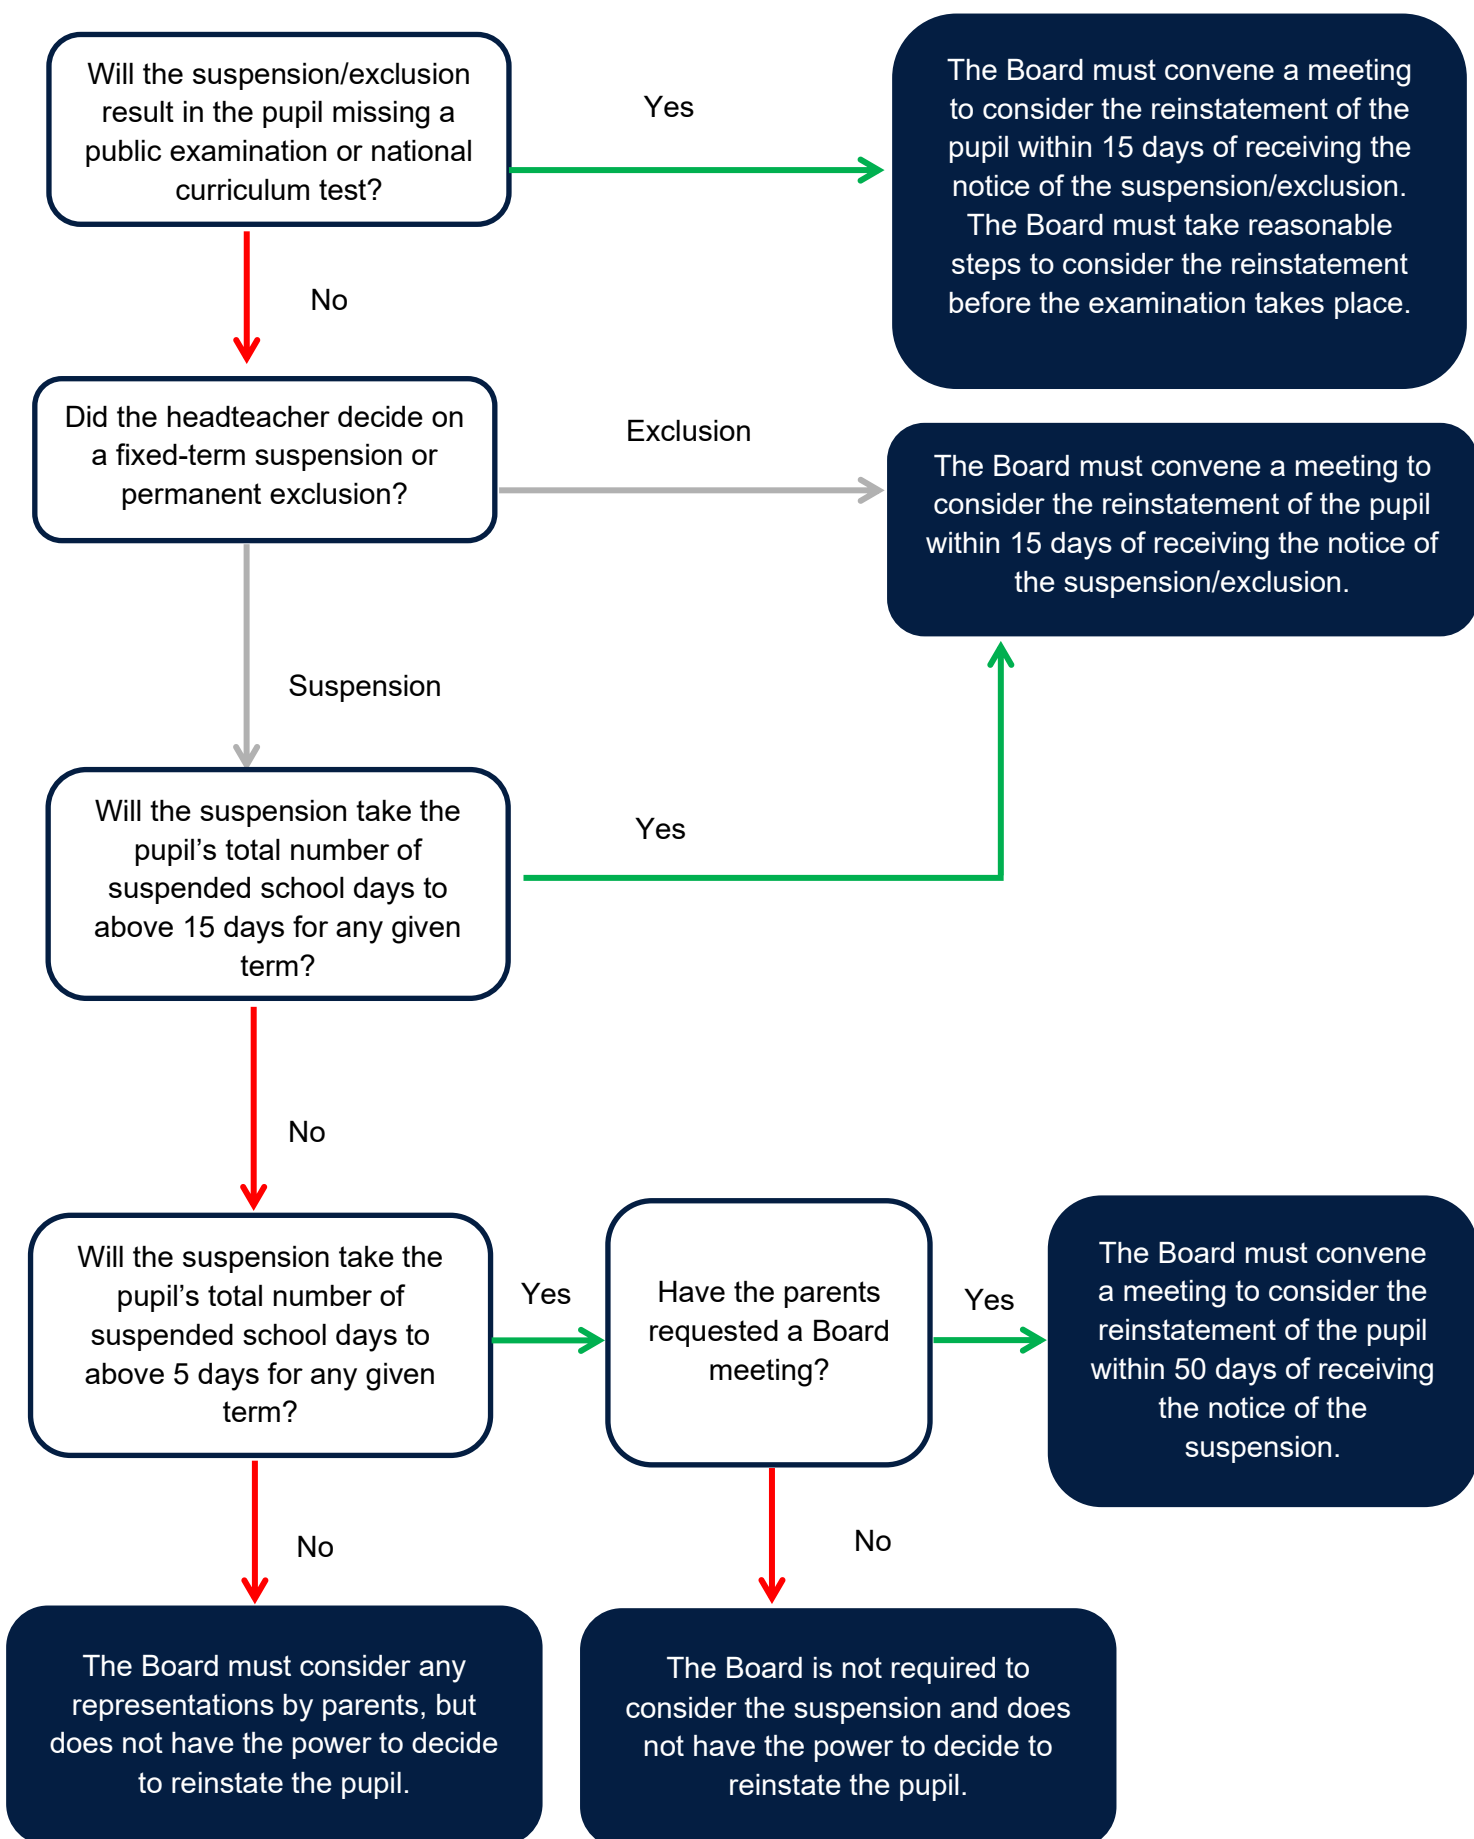 Will the suspension/exclusion
result in the pupil missing a
public examination or national
curriculum test?
Yes
The Board must convene a meeting
to consider the reinstatement of the
pupil within 15 days of receiving the
notice of the suspension/exclusion.
The Board must take reasonable
steps to consider the reinstatement
before the examination takes place.
No
Did the headteacher decide on
a fixed-term suspension or
permanent exclusion?
Exclusion
The Board must convene a meeting to
consider the reinstatement of the pupil
within 15 days of receiving the notice of
the suspension/exclusion.
Suspension
Will the suspension take the
pupil’s total number of
suspended school days to
above 15 days for any given
term?
Yes
No
Will the suspension take the
pupil’s total number of
suspended school days to
above 5 days for any given
term?
Yes
Have the parents
requested a Board
meeting?
Yes
The Board must convene
a meeting to consider the
reinstatement of the pupil
within 50 days of receiving
the notice of the
suspension.
No
No
The Board must consider any
representations by parents, but
does not have the power to decide
to reinstate the pupil.
The Board is not required to
consider the suspension and does
not have the power to decide to
reinstate the pupil.